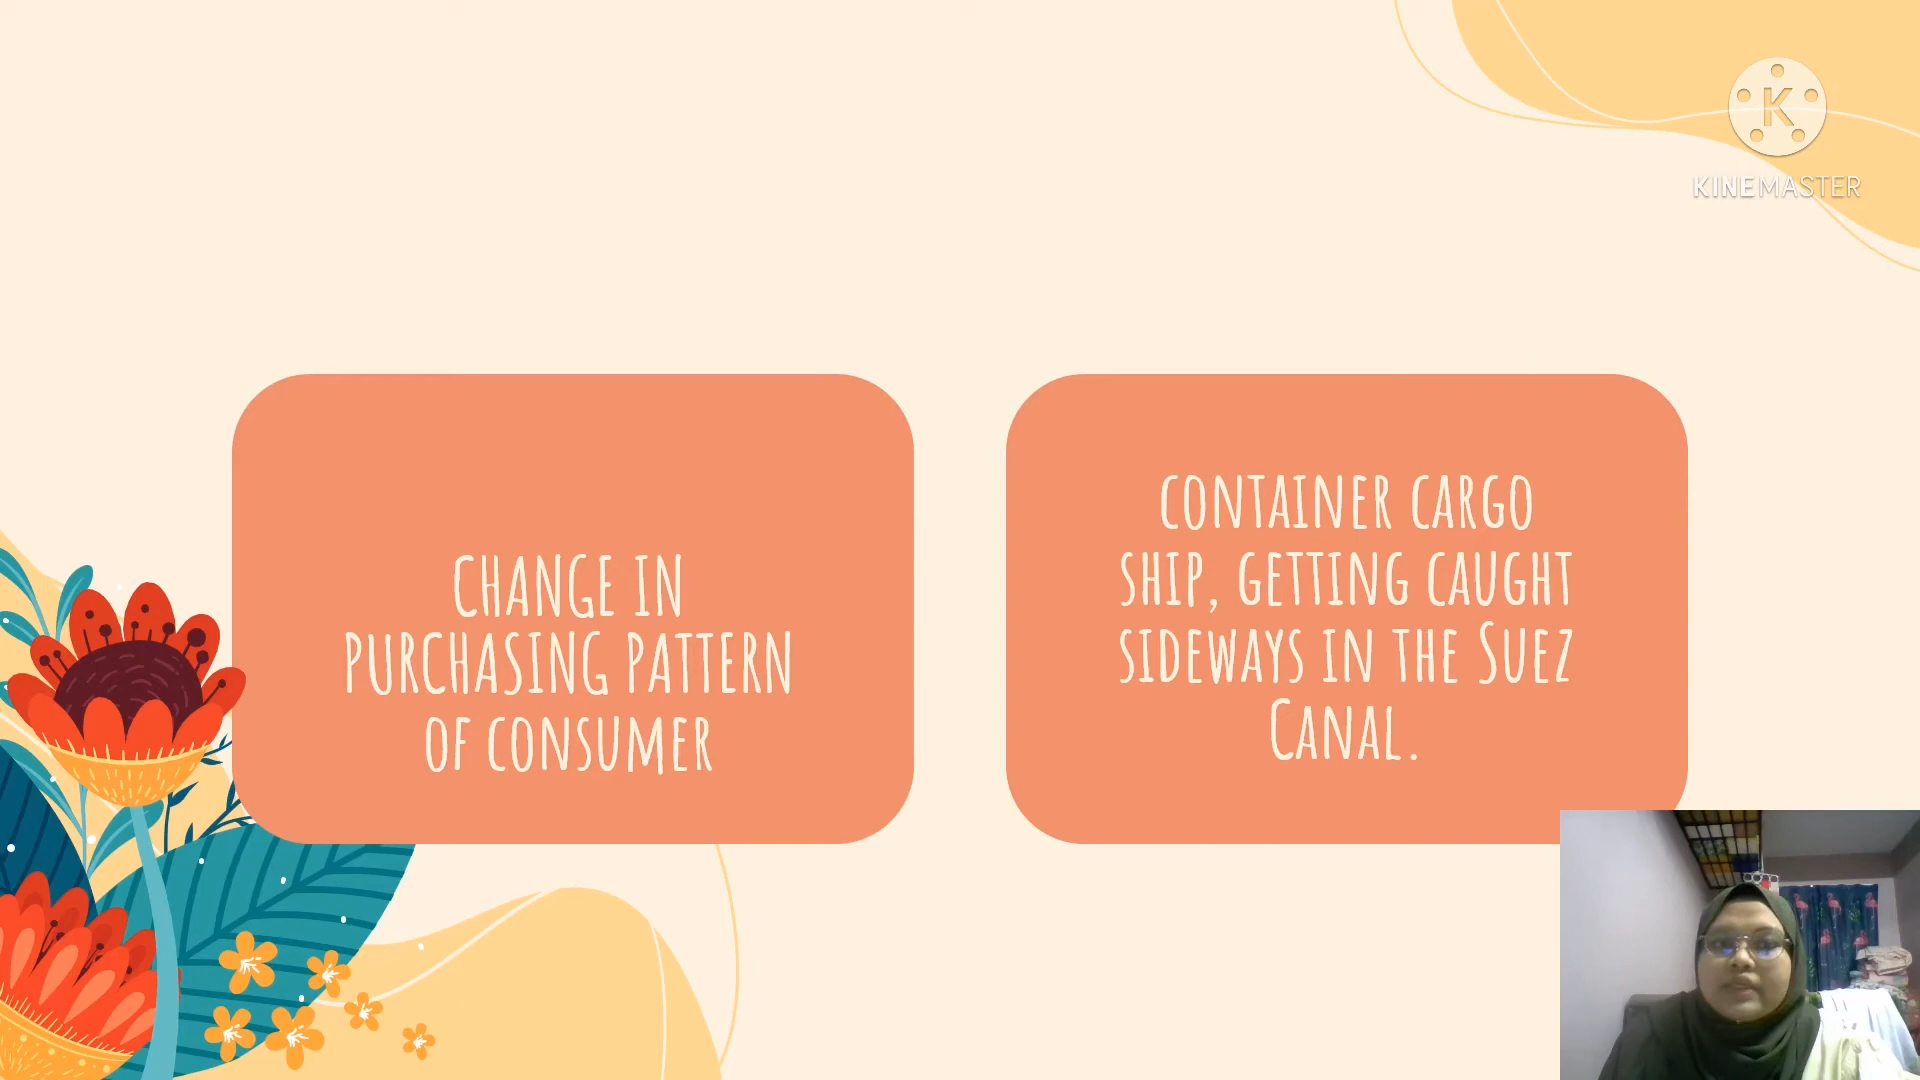 K
KINEMASTER
CHANGE IN
PURCHASING PATTERN
OF CONSUMER
CONTAINER CARGO
SHIP, GETTING CAUGHT
SIDEWAYS IN THE SUEZ
CANAL.